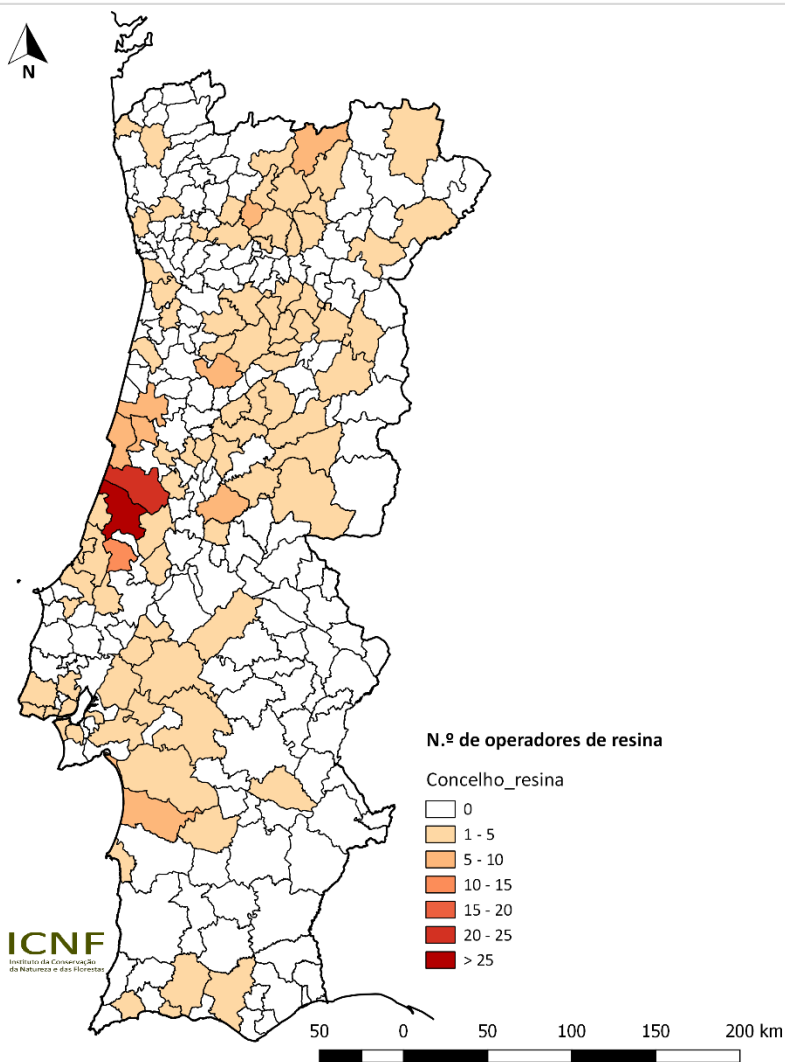 N
N.º de operadores de resina
Concelho_resina
0
1 - 5
5 - 10
10 - 15
15 - 20
20 - 25
> 25
ICNF
Instituto da Conservação
da Natureza e das Florestas
50 0 50 100 150 200 km